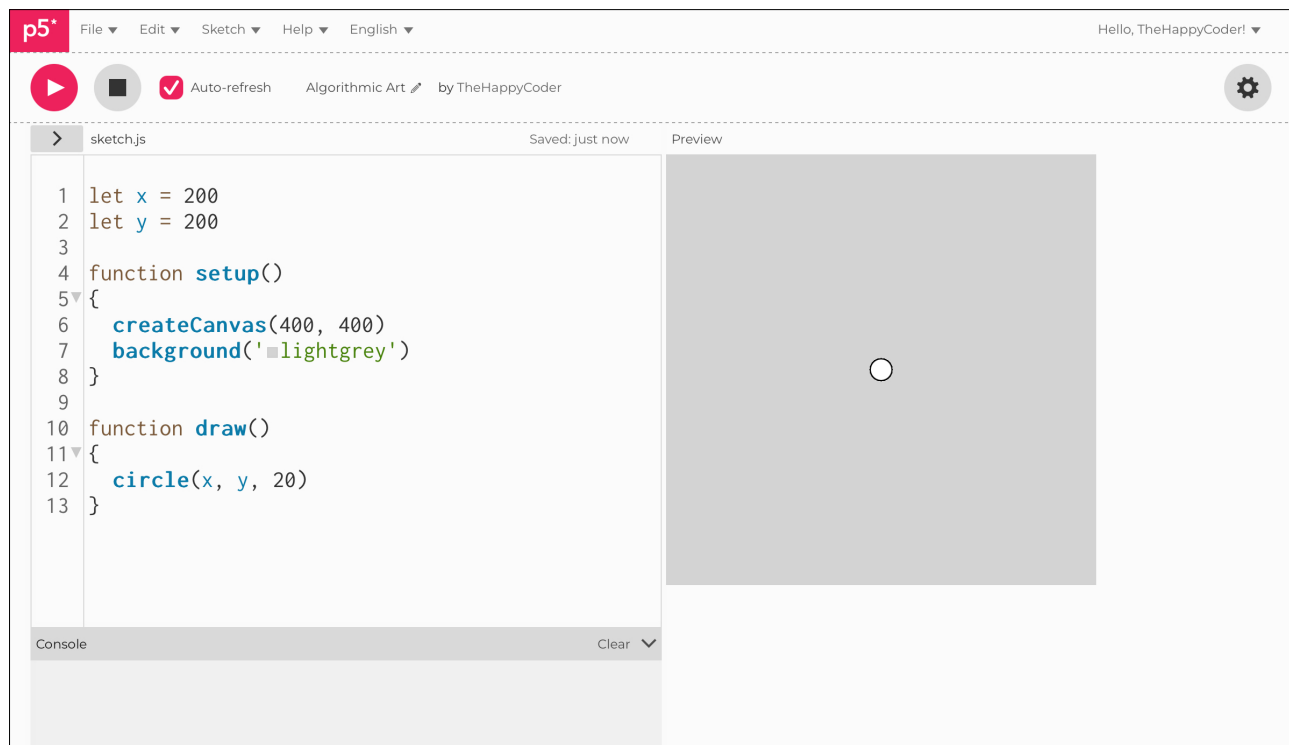 p5* File Edit Sketch Help English Hello, TheHappyCoder!
Auto-refresh Algorithmic Art by TheHappyCoder
> sketch.js Saved: just now Preview
1 let x = 200
2 let y = 200
3
4 function setup()
5 {
6   createCanvas(400, 400)
7   background('lightgrey')
8 }
9
10 function draw()
11 {
12   circle(x, y, 20)
13 }
Console Clear